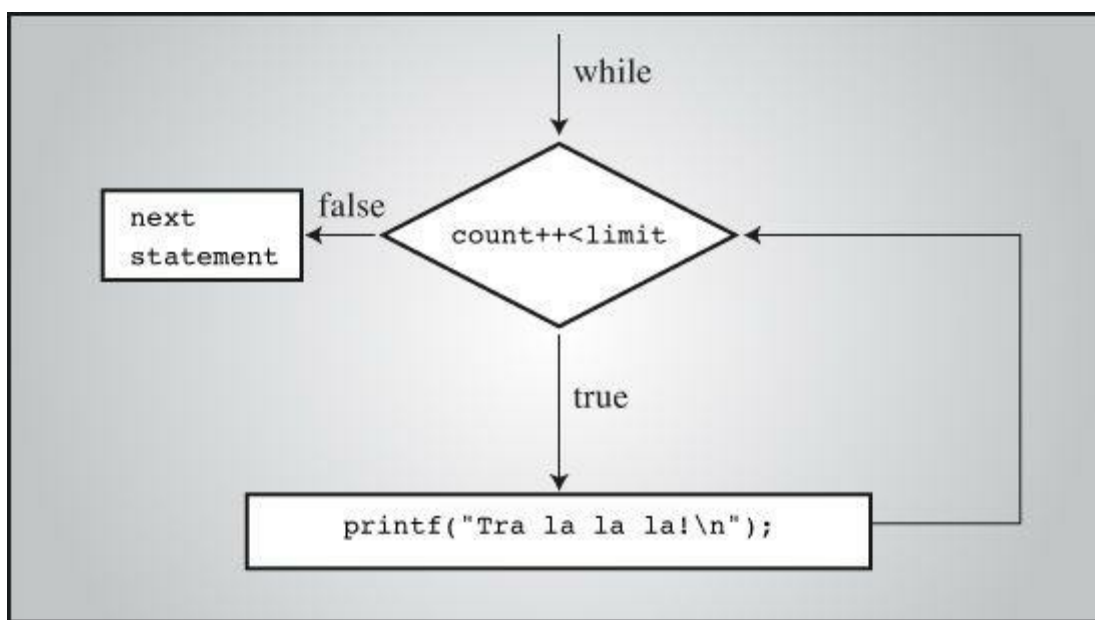 while
false
next
statement
count++<limit
true
printf("Tra la la la!\n");